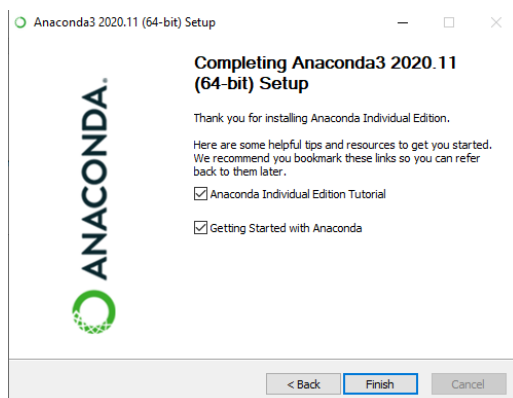 Anaconda3 2020.11 (64-bit) Setup
Completing Anaconda3 2020.11
(64-bit) Setup
Thank you for installing Anaconda Individual Edition.
Here are some helpful tips and resources to get you started.
We recommend you bookmark these links so you can refer
back to them later.
Anaconda Individual Edition Tutorial
Getting Started with Anaconda
ANACONDA.
< Back
Finish
Cancel